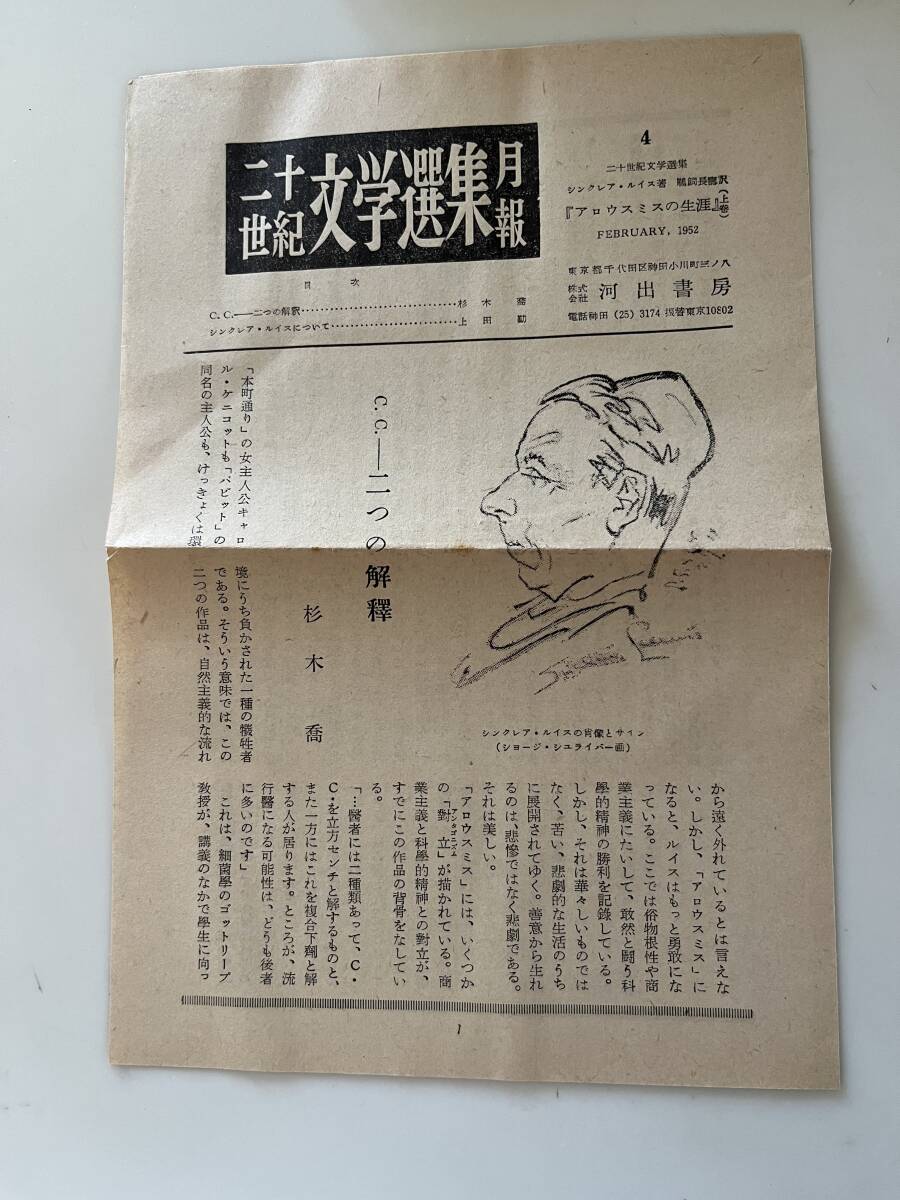 二十世紀文学選集月報
4
二十世紀文学選集
シンクレア・ルイス著 鵜飼長寿訳
『アロウスミスの生涯』(上巻)
FEBRUARY, 1952
東京都千代田区神田小川町三ノ八
株式会社 河出書房
電話神田 (25) 3174 振替東京10802
目次
C. C.——二つの解釈‥‥‥‥‥‥‥‥杉木喬
シンクレア・ルイスについて‥‥‥‥‥‥‥‥上田勤
C.C.——二つの解釋
杉木喬
「本町通り」の女主人公キャロ
ル・ケニコットも「バビット」の
同名の主人公も、けっきょくは環
境にうち負かされた一種の犠牲者
である。そういう意味では、この
二つの作品は、自然主義的な流れ
シンクレア・ルイスの肖像とサイン
(ショージ・シュライバー画)
から遠く外れているとは言えな
い。しかし、「アロウスミス」に
なると、ルイスはもっと勇敢にな
っている。ここでは俗物根性や商
業主義にたいして、敢然と闘う科
學的精神の勝利を記録している。
しかし、それは華々しいものでは
なく、苦い、悲劇的な生活のうち
に展開されてゆく。善意から生れ
るのは、悲慘ではなく悲劇である。
それは美しい。
「アロウスミス」には、いくつか
の「對立」が描かれている。商
アンタゴニズム
業主義と科學的精神との對立が、
すでにこの作品の背骨をなしてい
る。
「…醫者には二種類あって、C・
C・を立方センチと解するものと、
また一方にはこれを複合下劑と解
する人が居ります。ところが、流
行醫になる可能性は、どうも後者
に多いのです」
これは、細菌學のゴットリーブ
教授が、講義のなかで學生に向っ
1